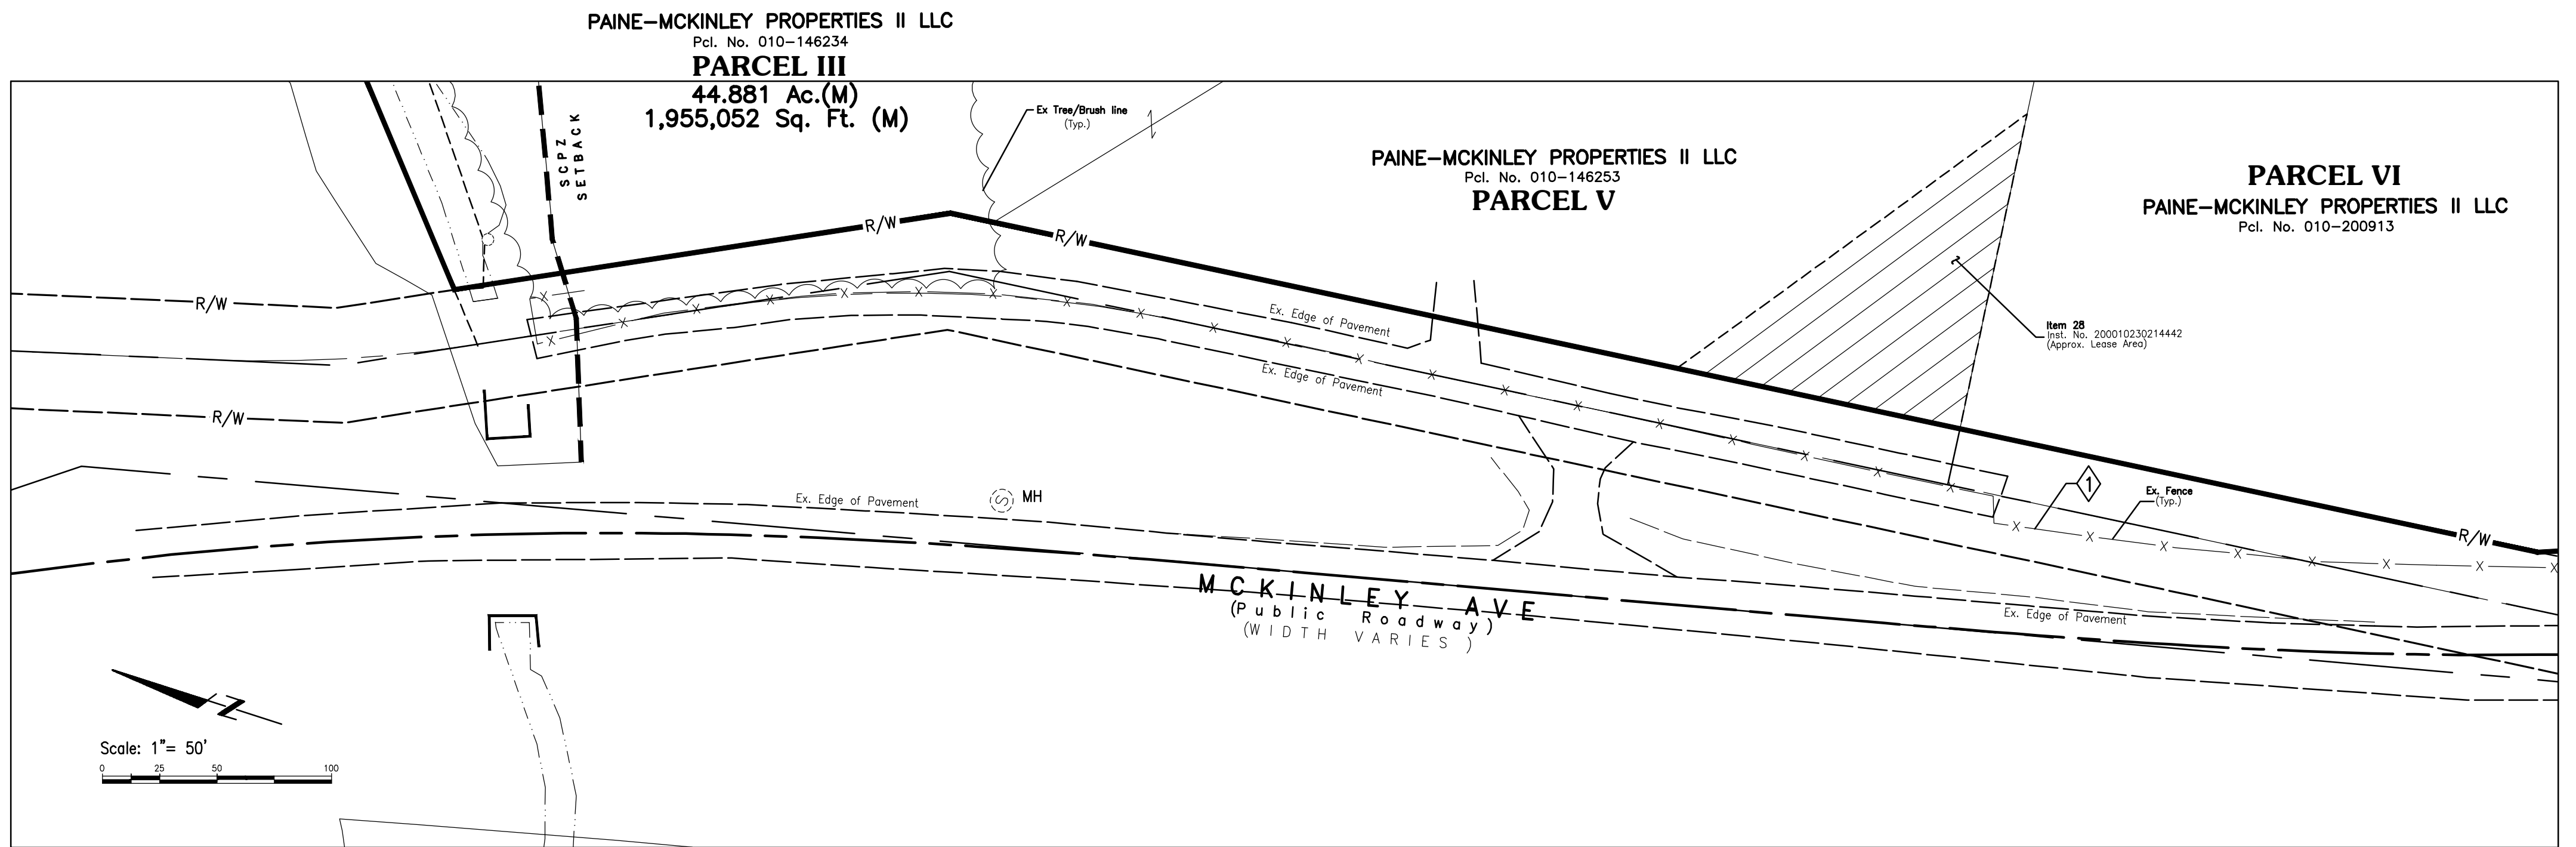 PAINE-MCKINLEY PROPERTIES II LLC
Pcl. No. 010-146234
PARCEL III
44.881 Ac.(M)
1,955,052 Sq. Ft. (M)
Ex Tree/Brush line
(Typ.)
SCPZ
SETBACK
PAINE-MCKINLEY PROPERTIES II LLC
Pcl. No. 010-146253
PARCEL V
PARCEL VI
PAINE-MCKINLEY PROPERTIES II LLC
Pcl. No. 010-200913
R/W
R/W
R/W
R/W
Ex. Edge of Pavement
Item 28
Inst. No. 200010230214442
(Approx. Lease Area)
Ex. Edge of Pavement
1
Ex. Fence
(Typ.)
R/W
Ex. Edge of Pavement
S
MH
MCKINLEY AVE
(Public Roadway)
(WIDTH VARIES )
Ex. Edge of Pavement
N
Scale: 1"= 50'
0 25 50 100